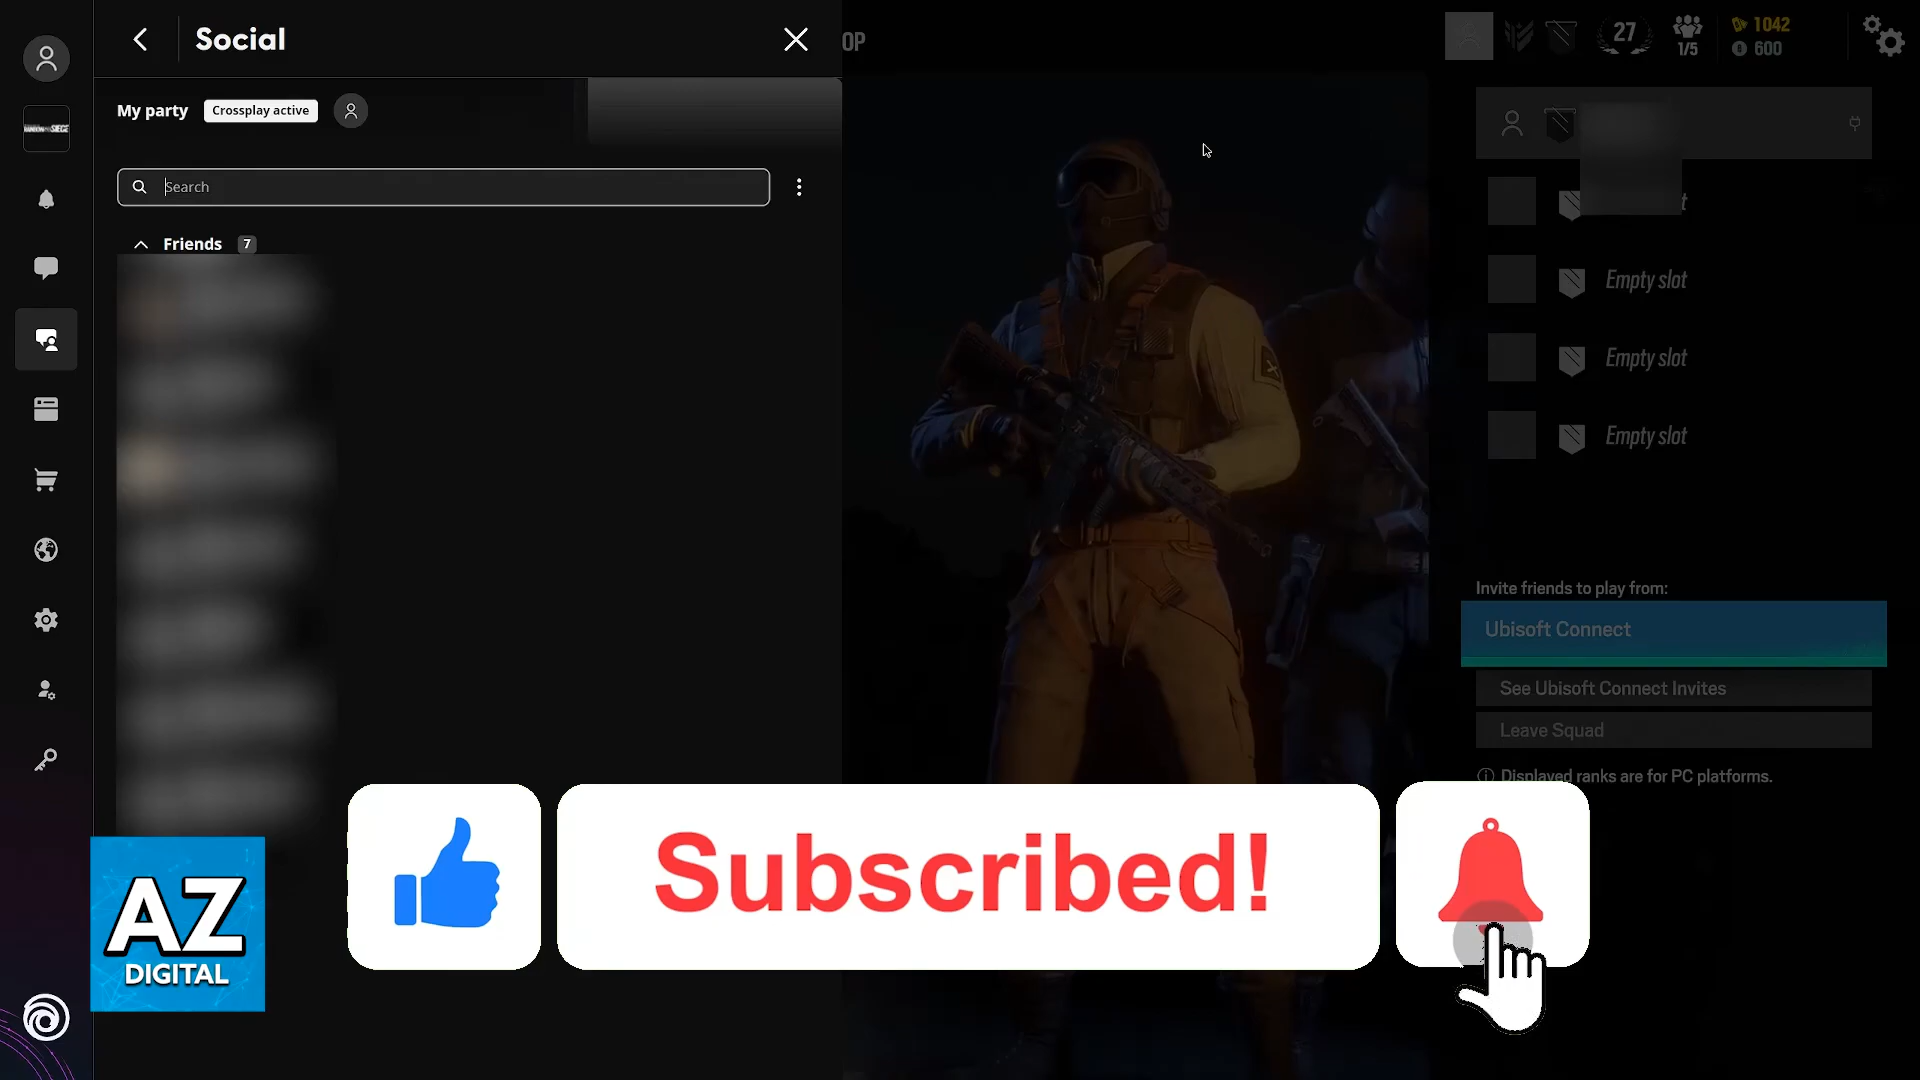 Social
OP
27
1/5
1042
600
My party
Crossplay active
Search
Friends 7
t
Empty slot
Empty slot
Empty slot
Invite friends to play from:
Ubisoft Connect
See Ubisoft Connect Invites
Leave Squad
Displayed ranks are for PC platforms.
Subscribed!
AZ
DIGITAL